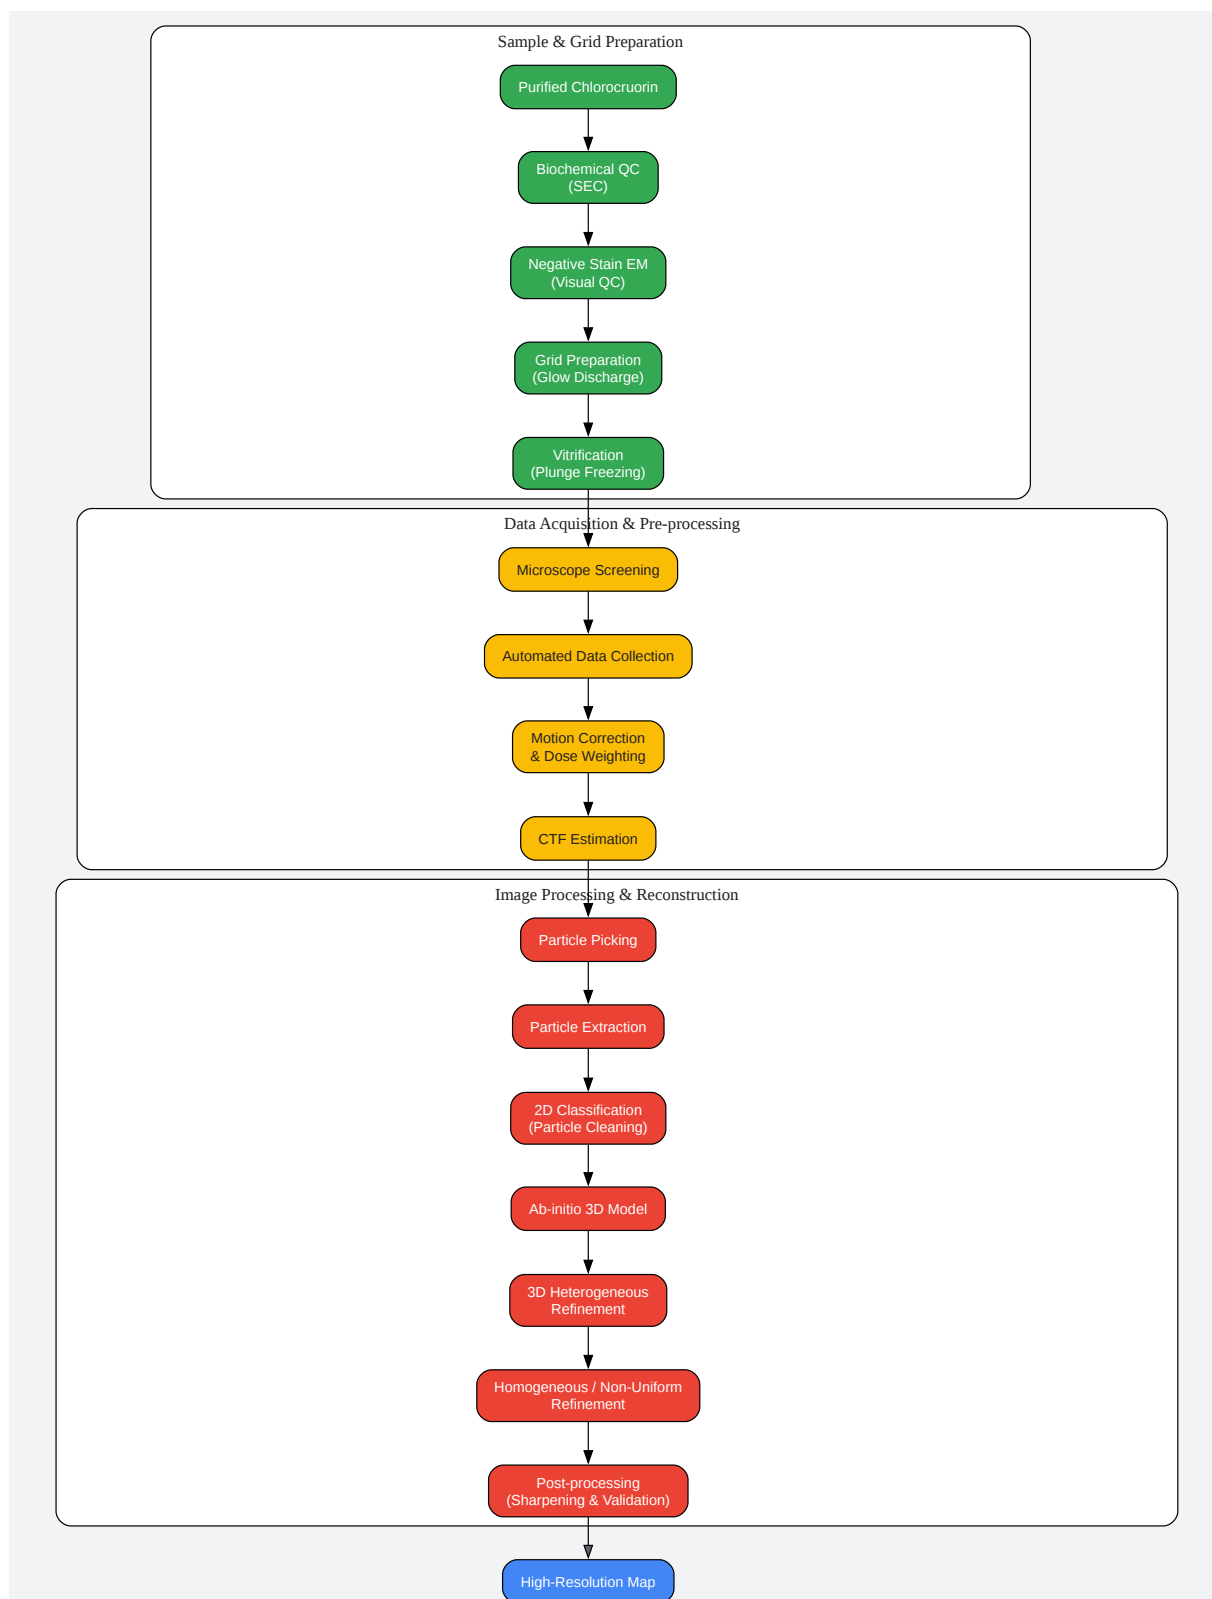 Sample & Grid Preparation
Purified Chlorocruorin
Biochemical QC
(SEC)
Negative Stain EM
(Visual QC)
Grid Preparation
(Glow Discharge)
Vitrification
(Plunge Freezing)
Data Acquisition & Pre-processing
Microscope Screening
Automated Data Collection
Motion Correction
& Dose Weighting
CTF Estimation
Image Processing & Reconstruction
Particle Picking
Particle Extraction
2D Classification
(Particle Cleaning)
Ab-initio 3D Model
3D Heterogeneous
Refinement
Homogeneous / Non-Uniform
Refinement
Post-processing
(Sharpening & Validation)
High-Resolution Map